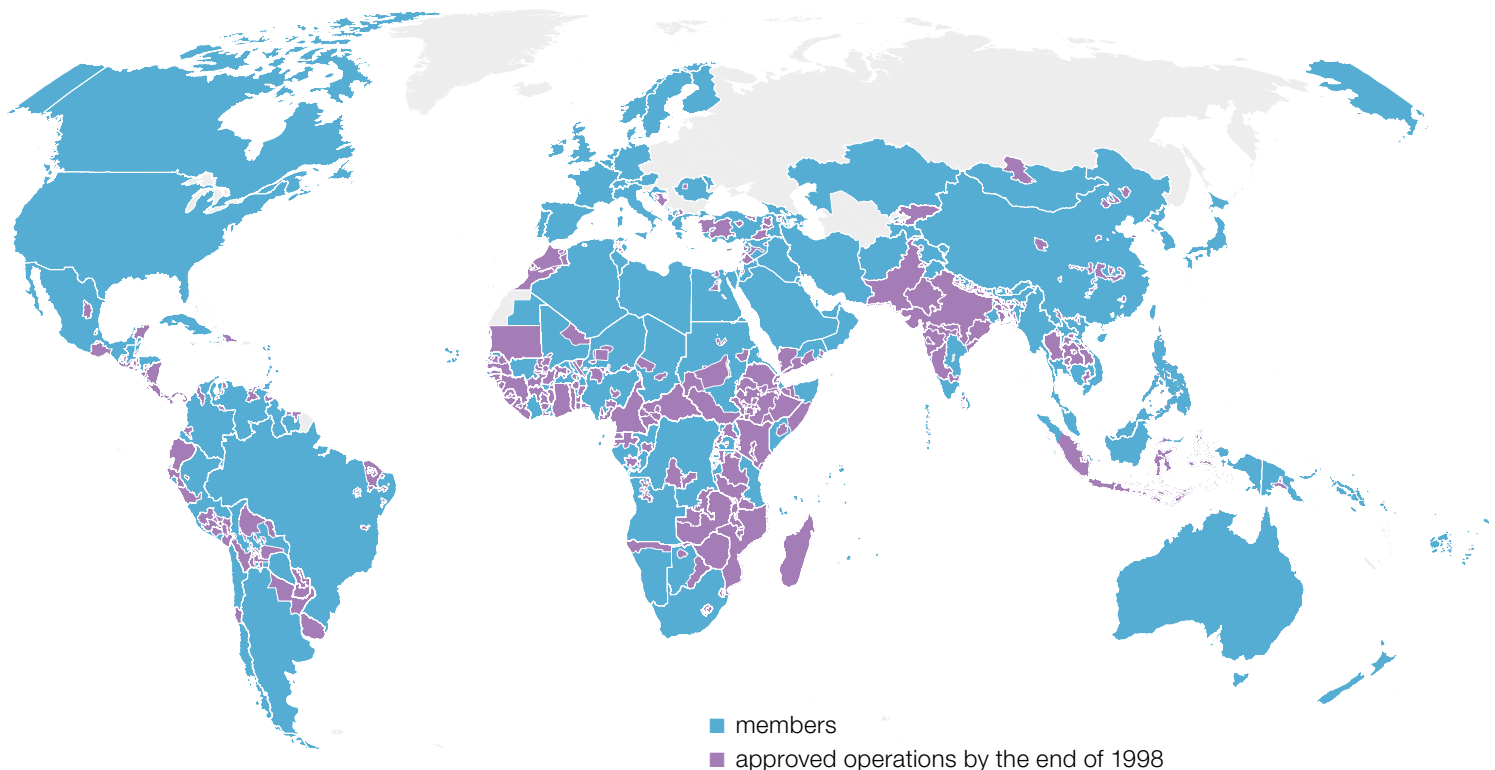 members
approved operations by the end of 1998